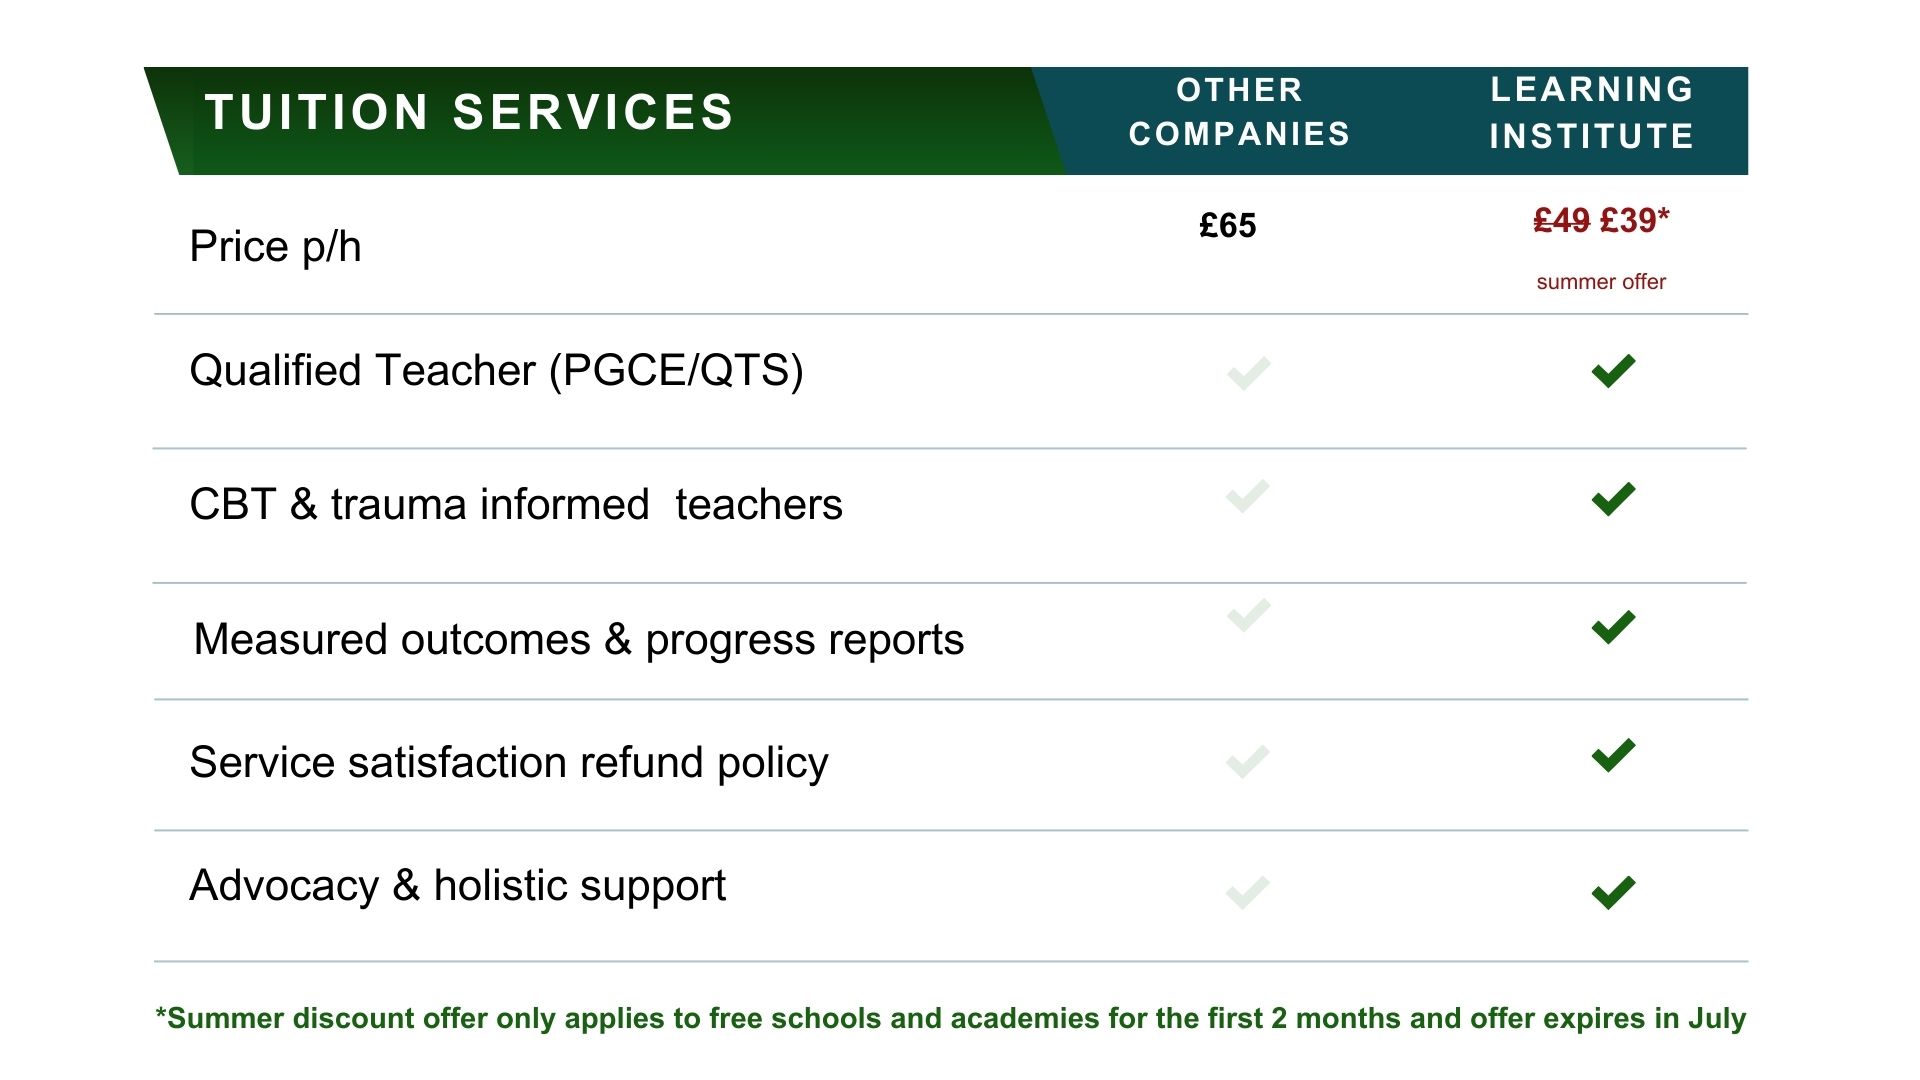 TUITION SERVICES
OTHER
COMPANIES
LEARNING
INSTITUTE
Price p/h
£65
£49 £39*
summer offer
Qualified Teacher (PGCE/QTS)
CBT & trauma informed  teachers
Measured outcomes & progress reports
Service satisfaction refund policy
Advocacy & holistic support
*Summer discount offer only applies to free schools and academies for the first 2 months and offer expires in July